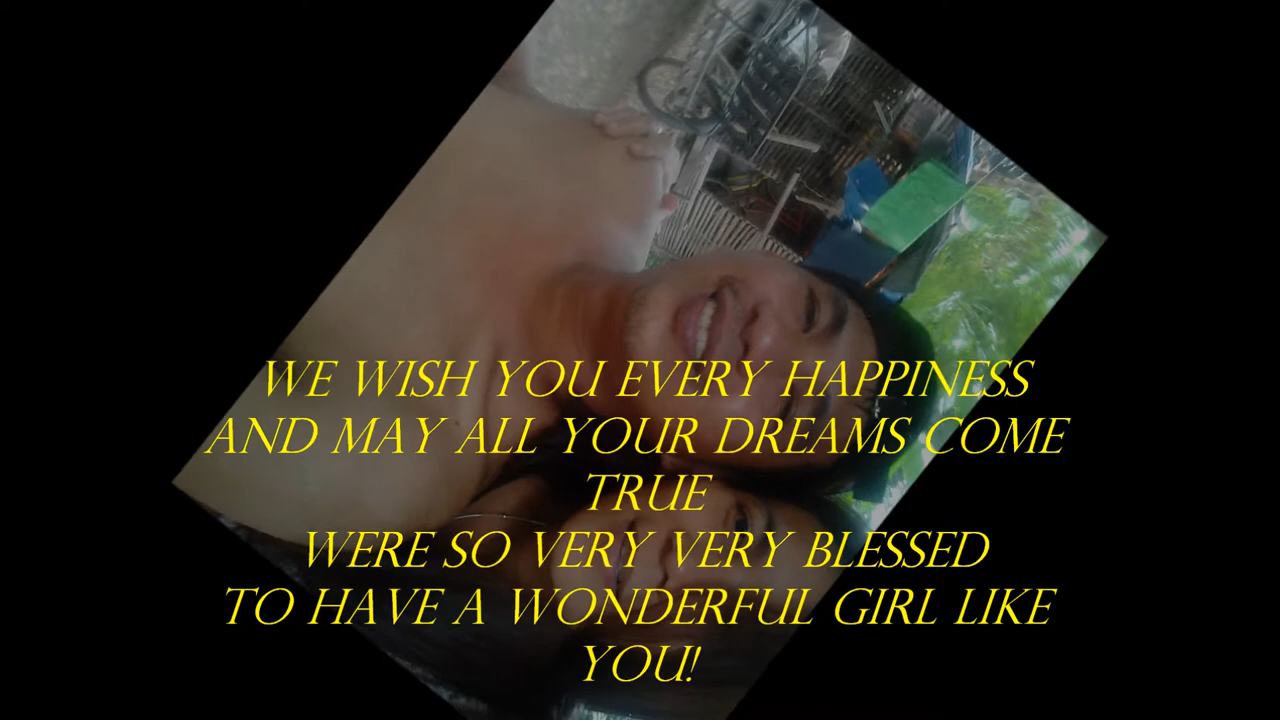 WE WISH YOU EVERY HAPPINESS
AND MAY ALL YOUR DREAMS COME
TRUE
WERE SO VERY VERY BLESSED
TO HAVE A WONDERFUL GIRL LIKE
YOU!